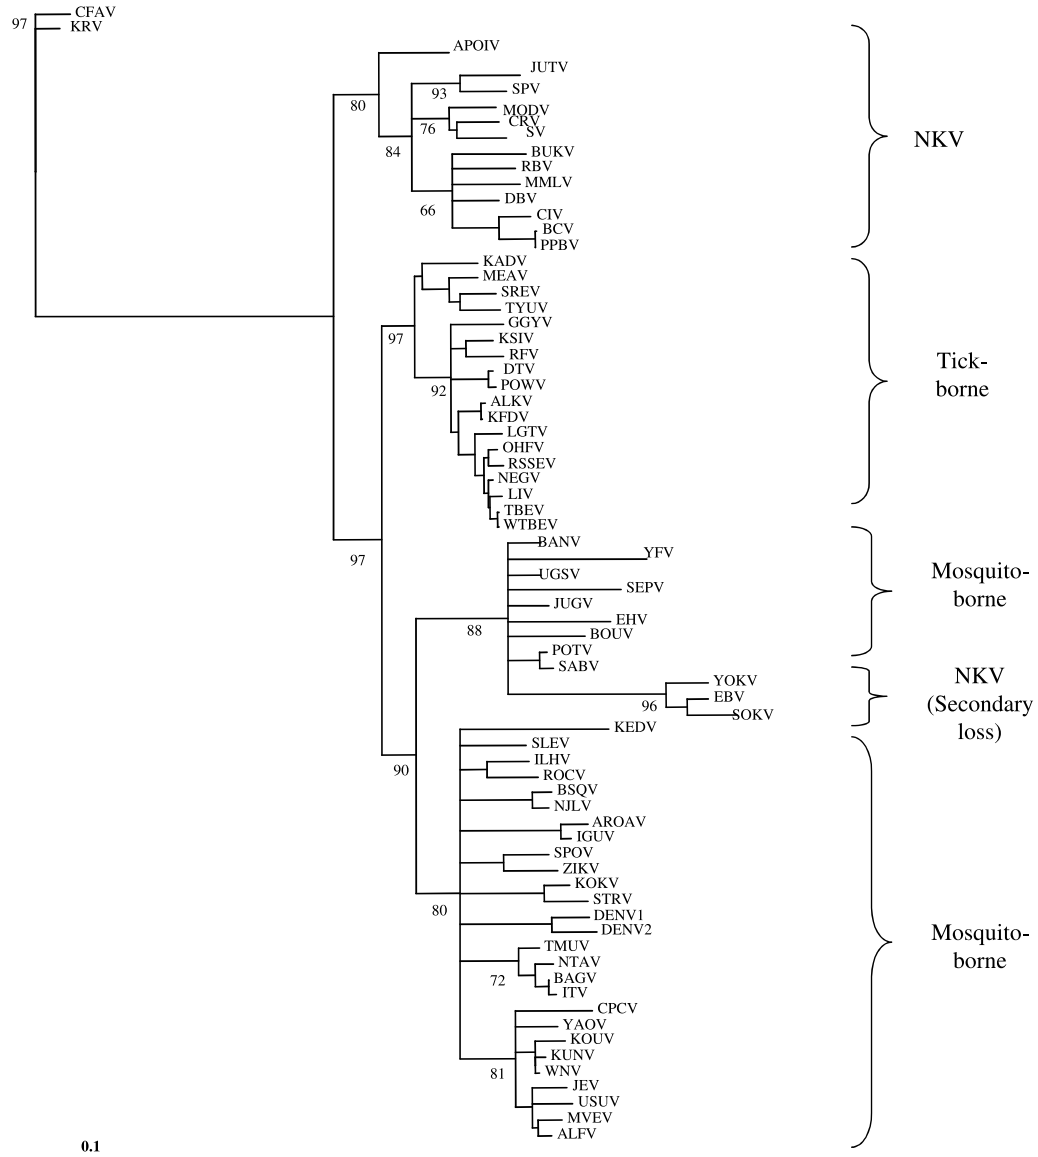 CFAV
97
KRV
APOIV
JUTV
93
SPV
80
MODV
CRV
76
SV
84
NKV
BUKV
RBV
MMLV
DBV
66
CIV
BCV
PPBV
KADV
MEAV
SREV
TYUV
GGYV
97
KSIV
RFV
Tick-
borne
DTV
POWV
92
ALKV
KFDV
LGTV
OHFV
RSSEV
NEGV
LIV
TBEV
WTBEV
BANV
YFV
97
UGSV
Mosquito-
borne
SEPV
JUGV
EHV
88
BOUV
POTV
SABV
YOKV
NKV
(Secondary
loss)
EBV
96
SOKV
KEDV
SLEV
ILHV
90
ROCV
BSQV
NJLV
AROAV
IGUV
SPOV
ZIKV
KOKV
STRV
80
DENV1
DENV2
Mosquito-
borne
TMUV
NTAV
72
BAGV
ITV
CPCV
YAOV
KOUV
KUNV
81
WNV
JEV
USUV
MVEV
ALFV
0.1